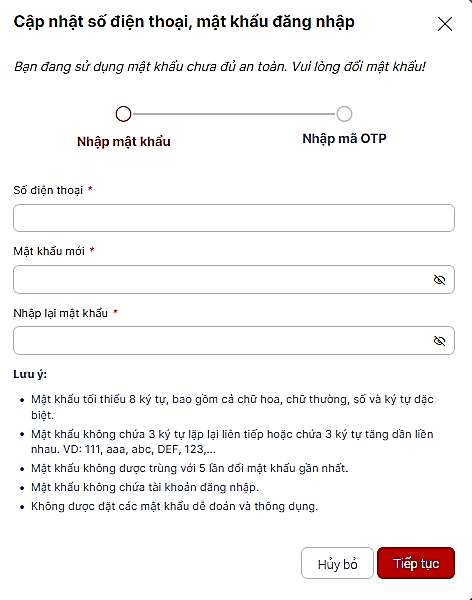 Cập nhật số điện thoại, mật khẩu đăng nhập
Bạn đang sử dụng mật khẩu chưa đủ an toàn. Vui lòng đổi mật khẩu!
Nhập mật khẩu
Nhập mã OTP
Số điện thoại *
Mật khẩu mới *
Nhập lại mật khẩu *
Lưu ý:
• Mật khẩu tối thiểu 8 ký tự, bao gồm cả chữ hoa, chữ thường, số và ký tự đặc
biệt.
• Mật khẩu không chứa 3 ký tự lặp lại liên tiếp hoặc chứa 3 ký tự tăng dần liền
nhau. VD: 111, aaa, abc, DEF, 123,...
• Mật khẩu không được trùng với 5 lần đổi mật khẩu gần nhất.
• Mật khẩu không chứa tài khoản đăng nhập.
• Không được đặt các mật khẩu dễ đoán và thông dụng.
Hủy bỏ
Tiếp tục